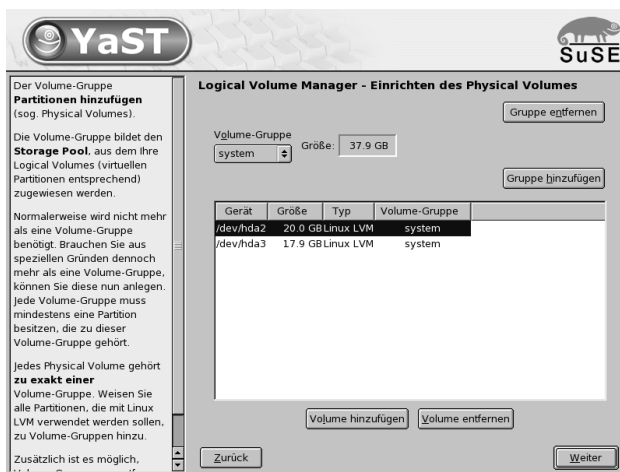 YaST
SuSE
Der Volume-Gruppe
Partitionen hinzufügen
(sog. Physical Volumes).
Die Volume-Gruppe bildet den
Storage Pool, aus dem Ihre
Logical Volumes (virtuellen
Partitionen entsprechend)
zugewiesen werden.
Normalerweise wird nicht mehr
als eine Volume-Gruppe
benötigt. Brauchen Sie aus
speziellen Gründen dennoch
mehr als eine Volume-Gruppe,
können Sie diese nun anlegen.
Jede Volume-Gruppe muss
mindestens eine Partition
besitzen, die zu dieser
Volume-Gruppe gehört.
Jedes Physical Volume gehört
zu exakt einer
Volume-Gruppe. Weisen Sie
alle Partitionen, die mit Linux
LVM verwendet werden sollen,
zu Volume-Gruppen hinzu.
Zusätzlich ist es möglich,
Logical Volume Manager - Einrichten des Physical Volumes
Gruppe entfernen
Volume-Gruppe
system Größe: 37.9 GB
Gruppe hinzufügen
Gerät Größe Typ Volume-Gruppe
/dev/hda2 20.0 GB Linux LVM system
/dev/hda3 17.9 GB Linux LVM system
Volume hinzufügen Volume entfernen
Zurück Weiter